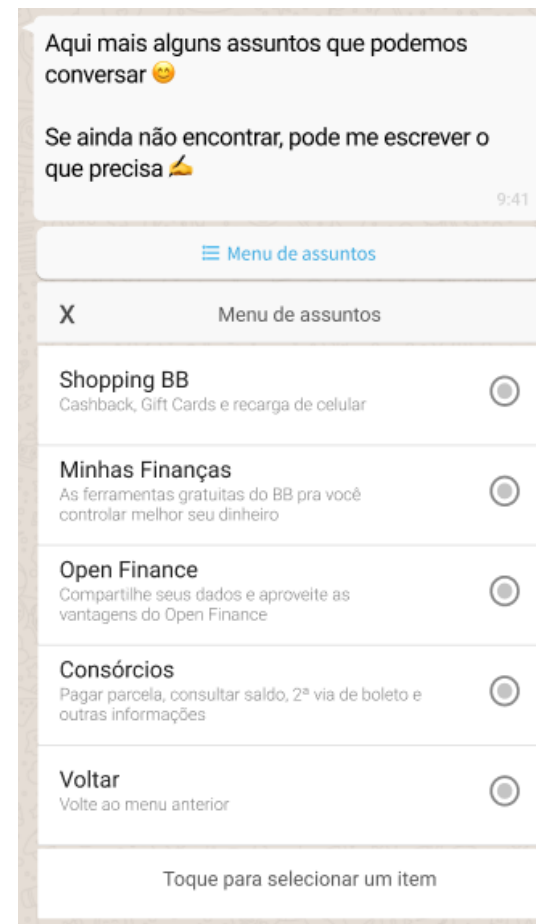 Aqui mais alguns assuntos que podemos
conversar 😊
Se ainda não encontrar, pode me escrever o
que precisa ✍️
9:41
Menu de assuntos
X Menu de assuntos
Shopping BB
Cashback, Gift Cards e recarga de celular
Minhas Finanças
As ferramentas gratuitas do BB pra você
controlar melhor seu dinheiro
Open Finance
Compartilhe seus dados e aproveite as
vantagens do Open Finance
Consórcios
Pagar parcela, consultar saldo, 2ª via de boleto e
outras informações
Voltar
Volte ao menu anterior
Toque para selecionar um item